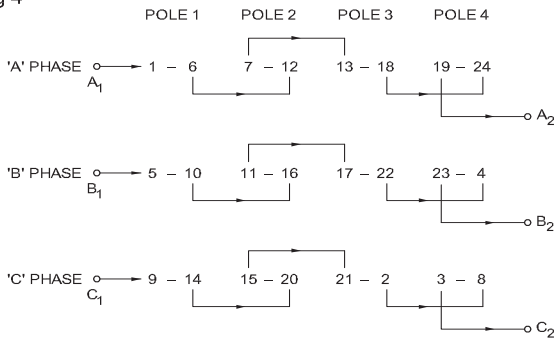 POLE 1 POLE 2 POLE 3 POLE 4
'A' PHASE 1 – 6 7 – 12 13 – 18 19 – 24
A1
A2
'B' PHASE 5 – 10 11 – 16 17 – 22 23 – 4
B1
B2
'C' PHASE 9 – 14 15 – 20 21 – 2 3 – 8
C1
C2